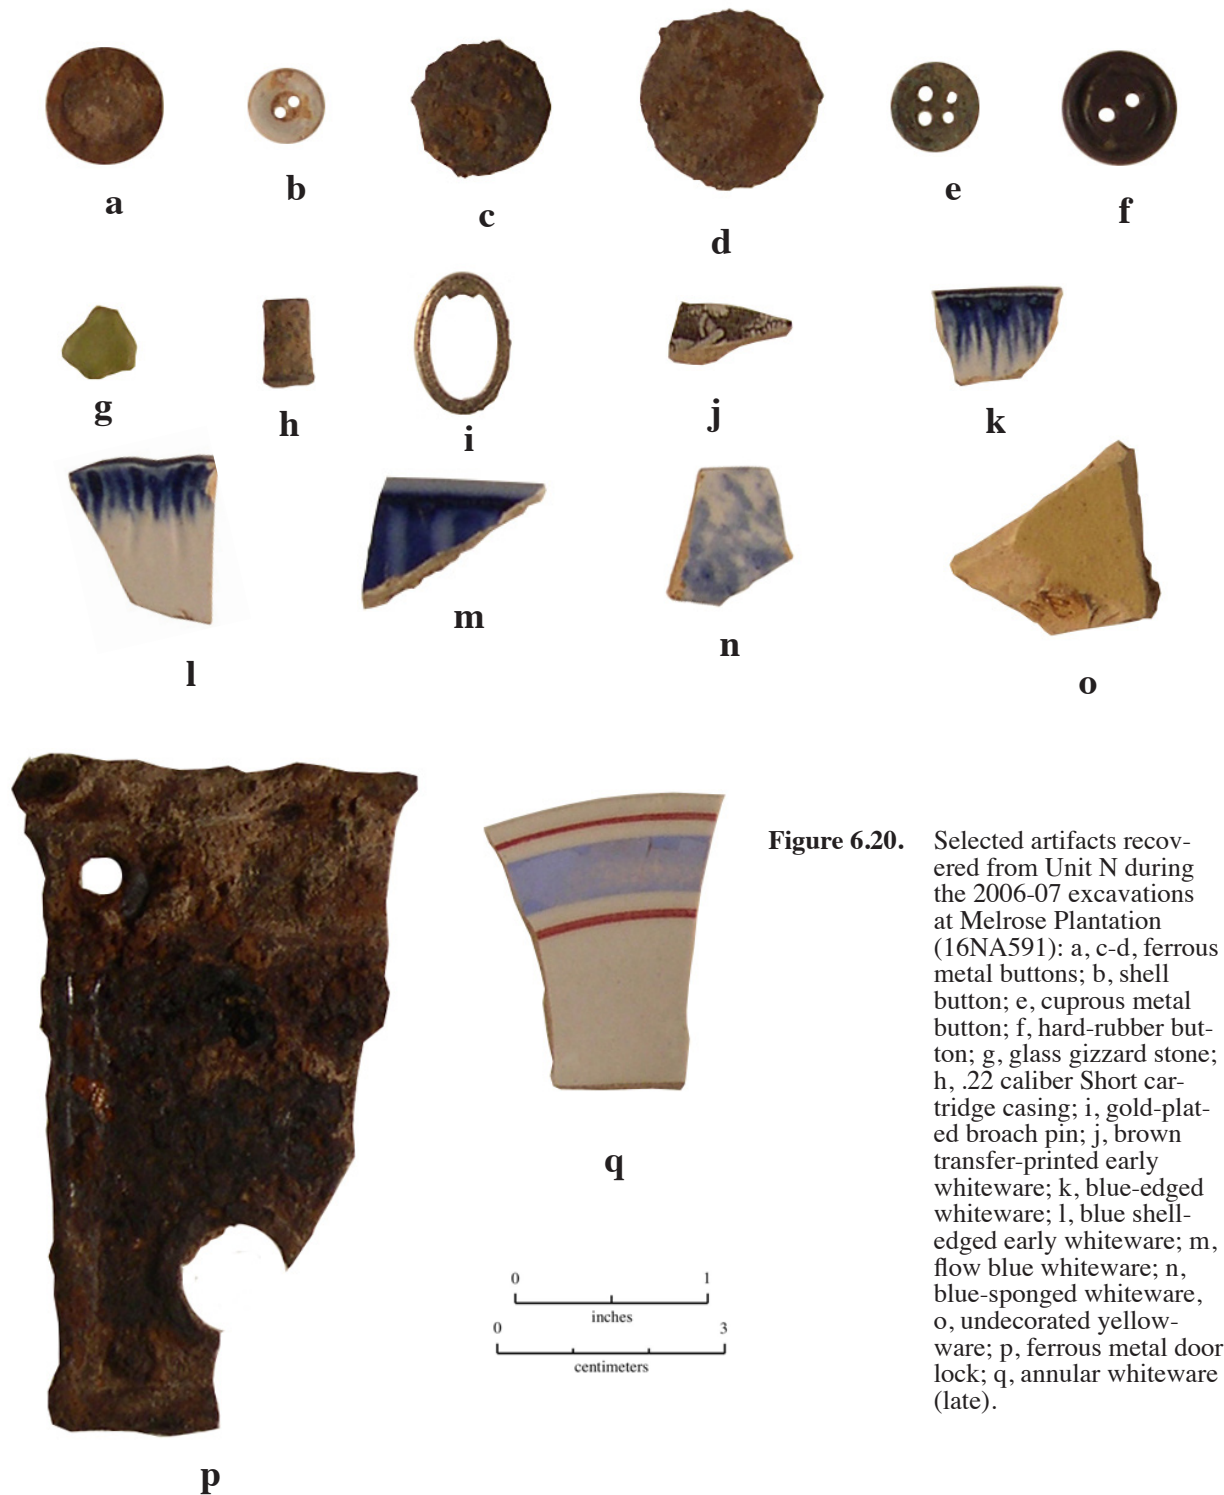 a
b
c
d
e
f
g
h
i
j
k
l
m
n
o
p
q
Figure 6.20. Selected artifacts recov-
ered from Unit N during
the 2006-07 excavations
at Melrose Plantation
(16NA591): a, c-d, ferrous
metal buttons; b, shell
button; e, cuprous metal
button; f, hard-rubber but-
ton; g, glass gizzard stone;
h, .22 caliber Short car-
tridge casing; i, gold-plat-
ed broach pin; j, brown
transfer-printed early
whiteware; k, blue-edged
whiteware; l, blue shell-
edged early whiteware; m,
flow blue whiteware; n,
blue-sponged whiteware,
o, undecorated yellow-
ware; p, ferrous metal door
lock; q, annular whiteware
(late).
0 1
inches
0 3
centimeters